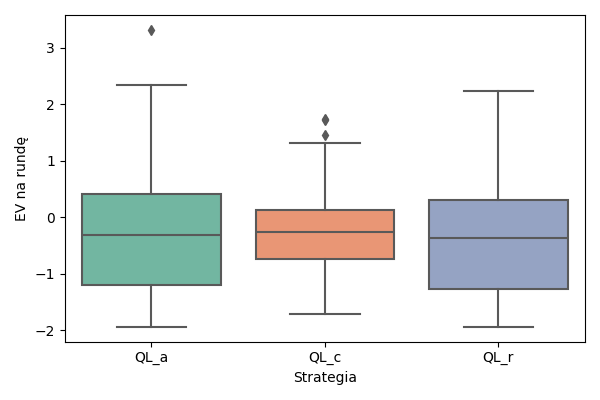 EV na rundę
3
2
1
0
−1
−2
QL_a QL_c QL_r
Strategia